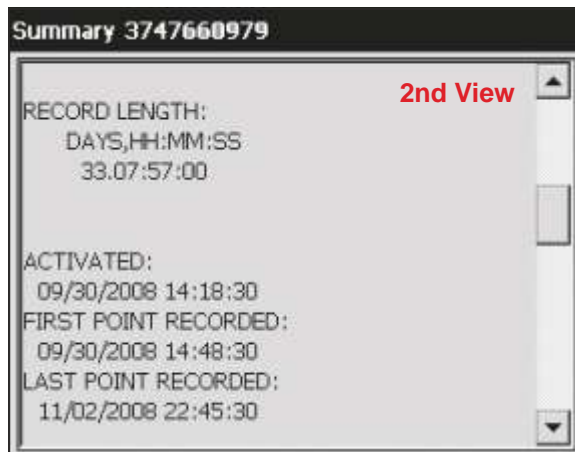 Summary 3747660979
2nd View
RECORD LENGTH:
DAYS,HH:MM:SS
33.07:57:00
ACTIVATED:
09/30/2008 14:18:30
FIRST POINT RECORDED:
09/30/2008 14:48:30
LAST POINT RECORDED:
11/02/2008 22:45:30